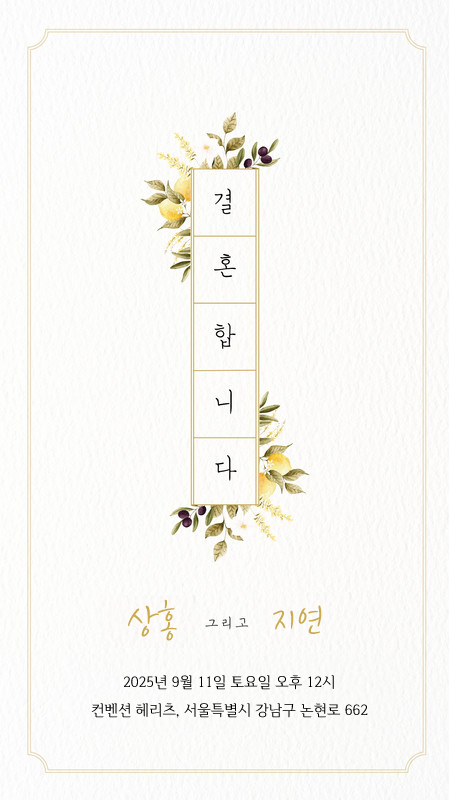 결혼합니다
상홍 그리고 지연
2025년 9월 11일 토요일 오후 12시
컨벤션 헤리츠, 서울특별시 강남구 논현로 662